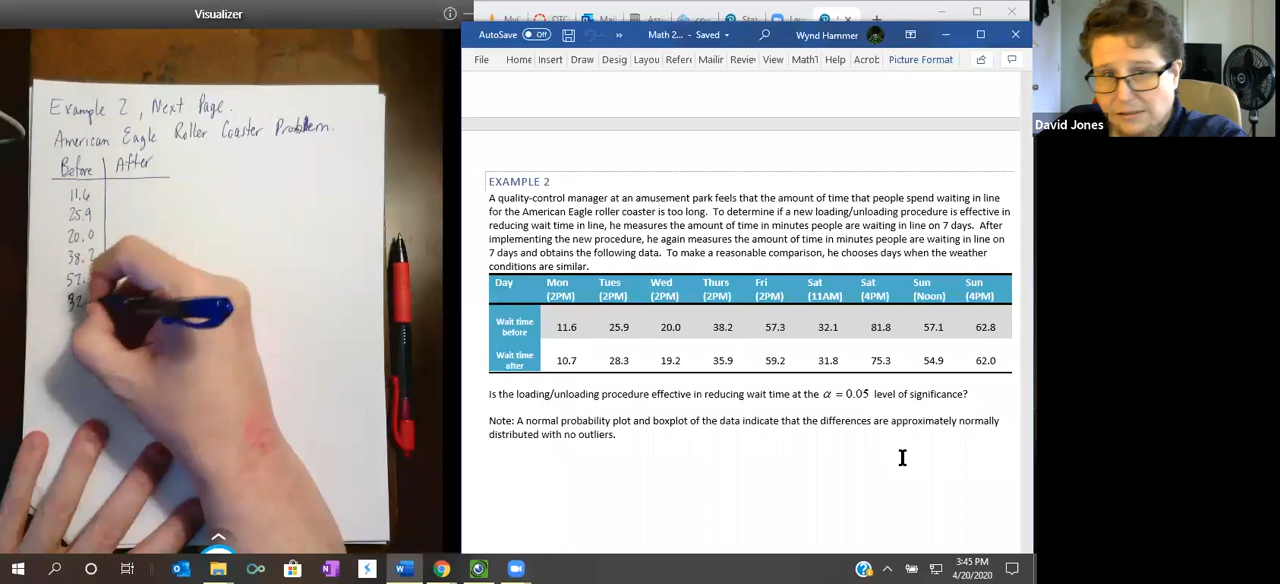 Visualizer
Example 2, Next Page.
American Eagle Roller Coaster Problem.
Before After
11.6
25.9
20.0
38.2
57.
32
AutoSave Off Math 2... - Saved Wynd Hammer
File Home Insert Draw Desig Layou Refere Mailin Review View MathT Help Acrob Picture Format
David Jones
EXAMPLE 2
A quality-control manager at an amusement park feels that the amount of time that people spend waiting in line
for the American Eagle roller coaster is too long. To determine if a new loading/unloading procedure is effective in
reducing wait time in line, he measures the amount of time in minutes people are waiting in line on 7 days. After
implementing the new procedure, he again measures the amount of time in minutes people are waiting in line on
7 days and obtains the following data. To make a reasonable comparison, he chooses days when the weather
conditions are similar.
Day Mon Tues Wed Thurs Fri Sat Sat Sun Sun
(2PM) (2PM) (2PM) (2PM) (2PM) (11AM) (4PM) (Noon) (4PM)
Wait time
before 11.6 25.9 20.0 38.2 57.3 32.1 81.8 57.1 62.8
Wait time
after 10.7 28.3 19.2 35.9 59.2 31.8 75.3 54.9 62.0
Is the loading/unloading procedure effective in reducing wait time at the α = 0.05 level of significance?
Note: A normal probability plot and boxplot of the data indicate that the differences are approximately normally
distributed with no outliers.
3:45 PM
4/20/2020